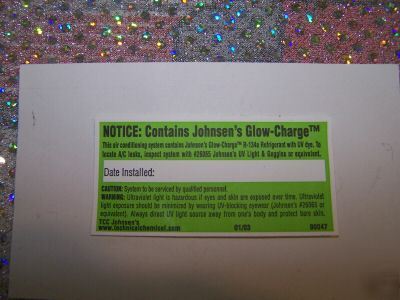 NOTICE: Contains Johnsen's Glow-Charge™
This air conditioning system contains Johnsen's Glow-Charge™ R-134a Refrigerant with UV dye. To
locate A/C leaks, inspect system with #26065 Johnsen's UV Light & Goggles or equivalent.
Date Installed:
CAUTION: System to be serviced by qualified personnel.
WARNING: Ultraviolet light is hazardous if eyes and skin are exposed over time. Ultraviolet
light exposure should be minimized by wearing UV-blocking eyewear (Johnsen's #26065 or
equivalent). Always direct UV light source away from one's body and protect bare skin.
TCC Johnsen's
www.technicalchemical.com 01/03 90047